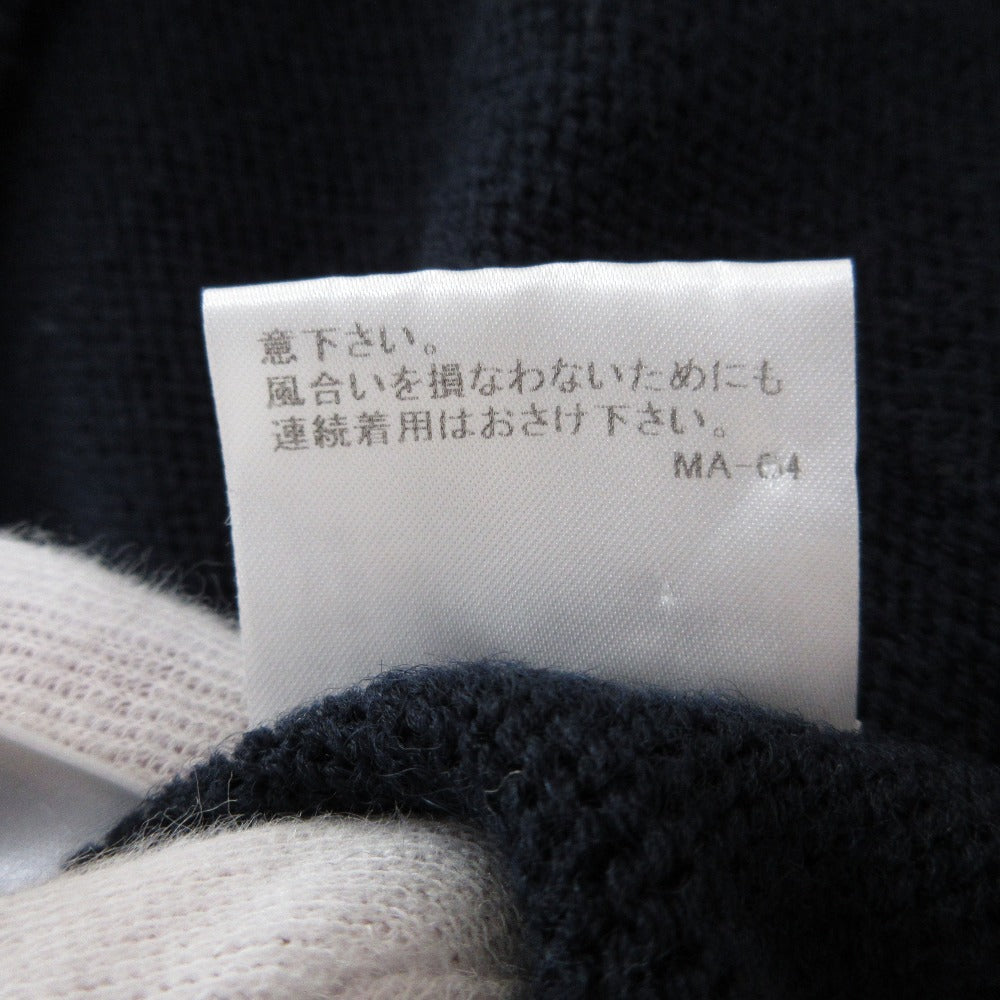 意下さい。
風合いを損なわないためにも
連続着用はおさけ下さい。
MA-64